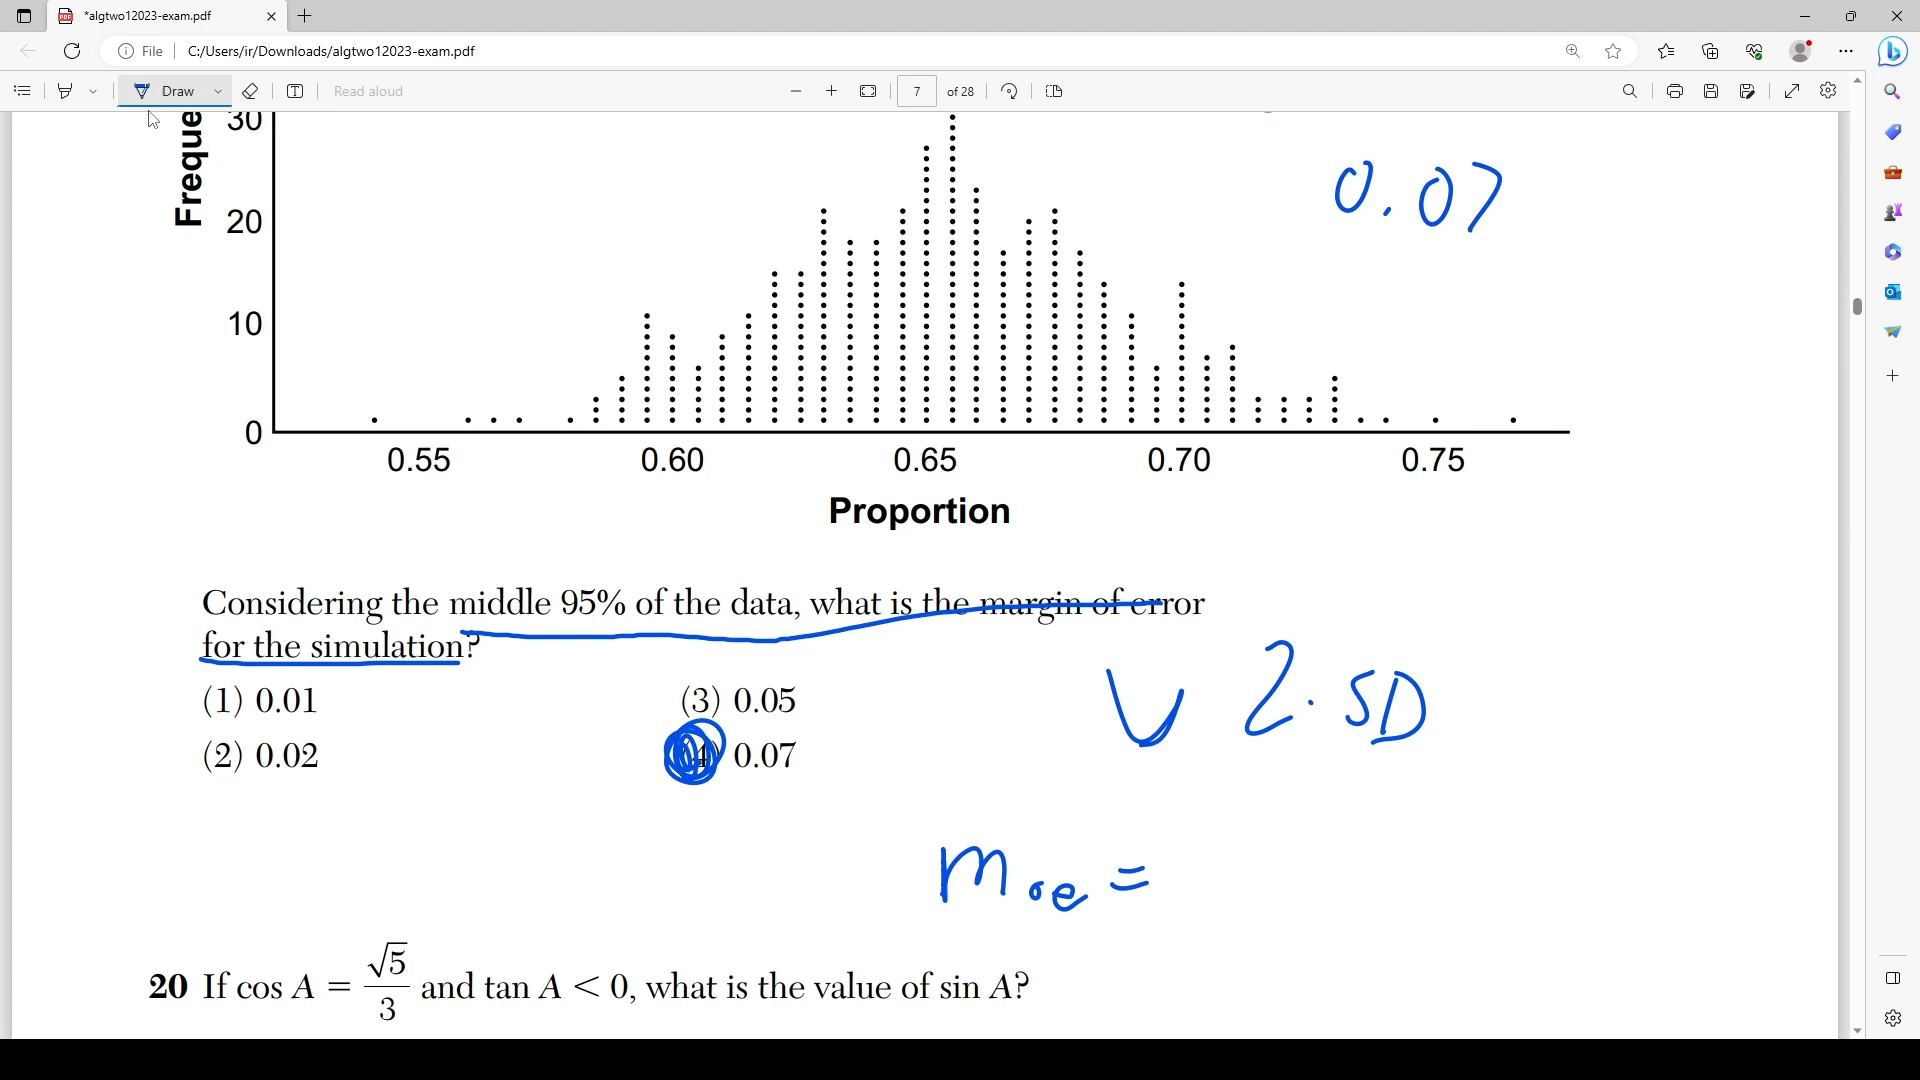 *algtwo12023-exam.pdf
File C:/Users/ir/Downloads/algtwo12023-exam.pdf
Draw Read aloud 7 of 28
Freque
30
20
10
0
0.07
0.55 0.60 0.65 0.70 0.75
Proportion
Considering the middle 95% of the data, what is the margin of error
for the simulation?
(1) 0.01 (3) 0.05
(2) 0.02 (4) 0.07
2 · SD
moe =
20 If cos A = √5/3 and tan A < 0, what is the value of sin A?